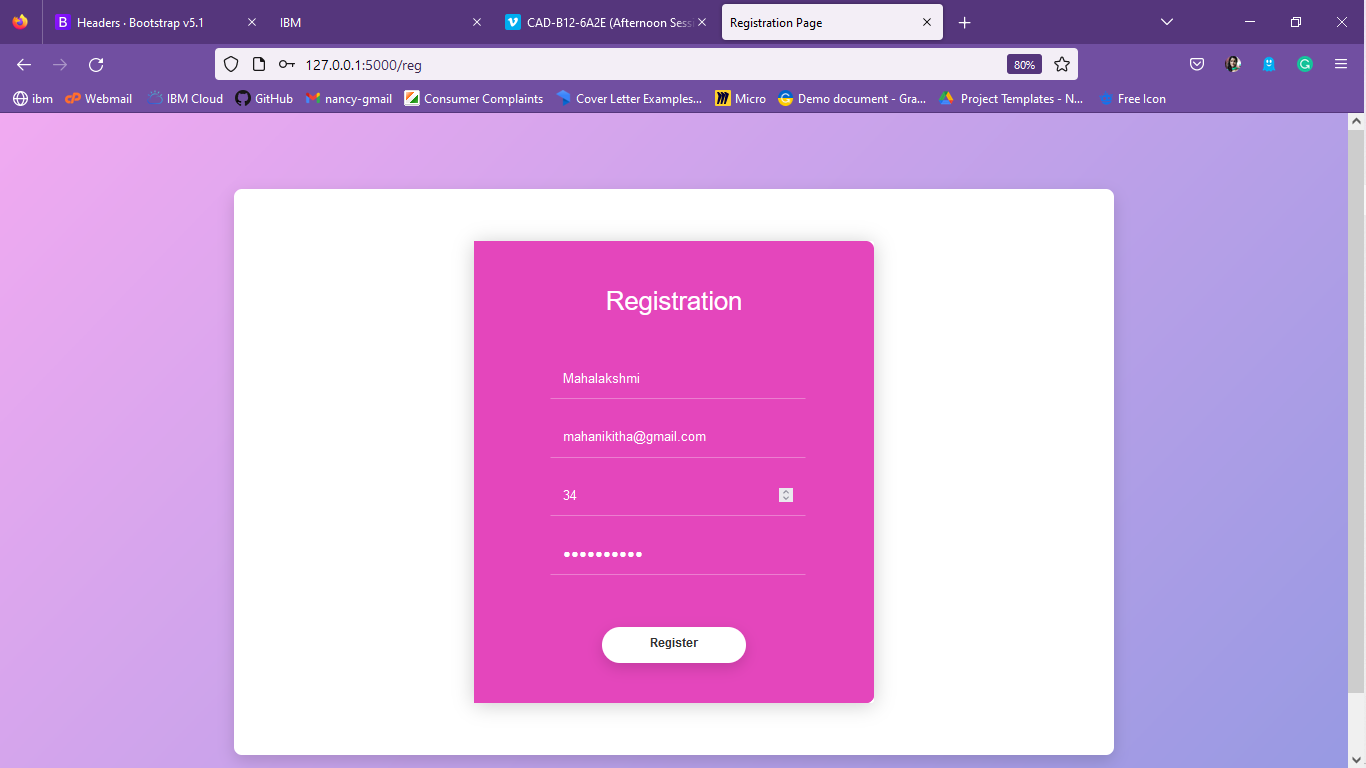 Headers · Bootstrap v5.1
IBM
CAD-B12-6A2E (Afternoon Sess
Registration Page
127.0.0.1:5000/reg
80%
ibm
Webmail
IBM Cloud
GitHub
nancy-gmail
Consumer Complaints
Cover Letter Examples...
Micro
Demo document - Gra...
Project Templates - N...
Free Icon
Registration
Mahalakshmi
mahanikitha@gmail.com
34
••••••••••
Register